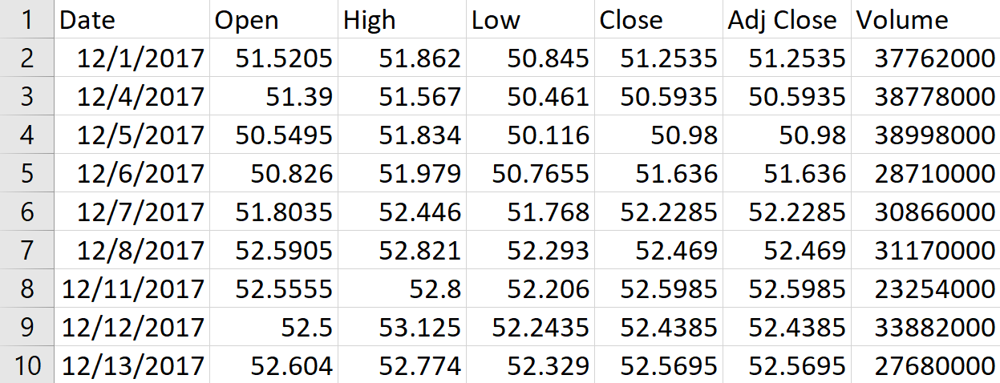 1 Date Open High Low Close Adj Close Volume
2 12/1/2017 51.5205 51.862 50.845 51.2535 51.2535 37762000
3 12/4/2017 51.39 51.567 50.461 50.5935 50.5935 38778000
4 12/5/2017 50.5495 51.834 50.116 50.98 50.98 38998000
5 12/6/2017 50.826 51.979 50.7655 51.636 51.636 28710000
6 12/7/2017 51.8035 52.446 51.768 52.2285 52.2285 30866000
7 12/8/2017 52.5905 52.821 52.293 52.469 52.469 31170000
8 12/11/2017 52.5555 52.8 52.206 52.5985 52.5985 23254000
9 12/12/2017 52.5 53.125 52.2435 52.4385 52.4385 33882000
10 12/13/2017 52.604 52.774 52.329 52.5695 52.5695 27680000